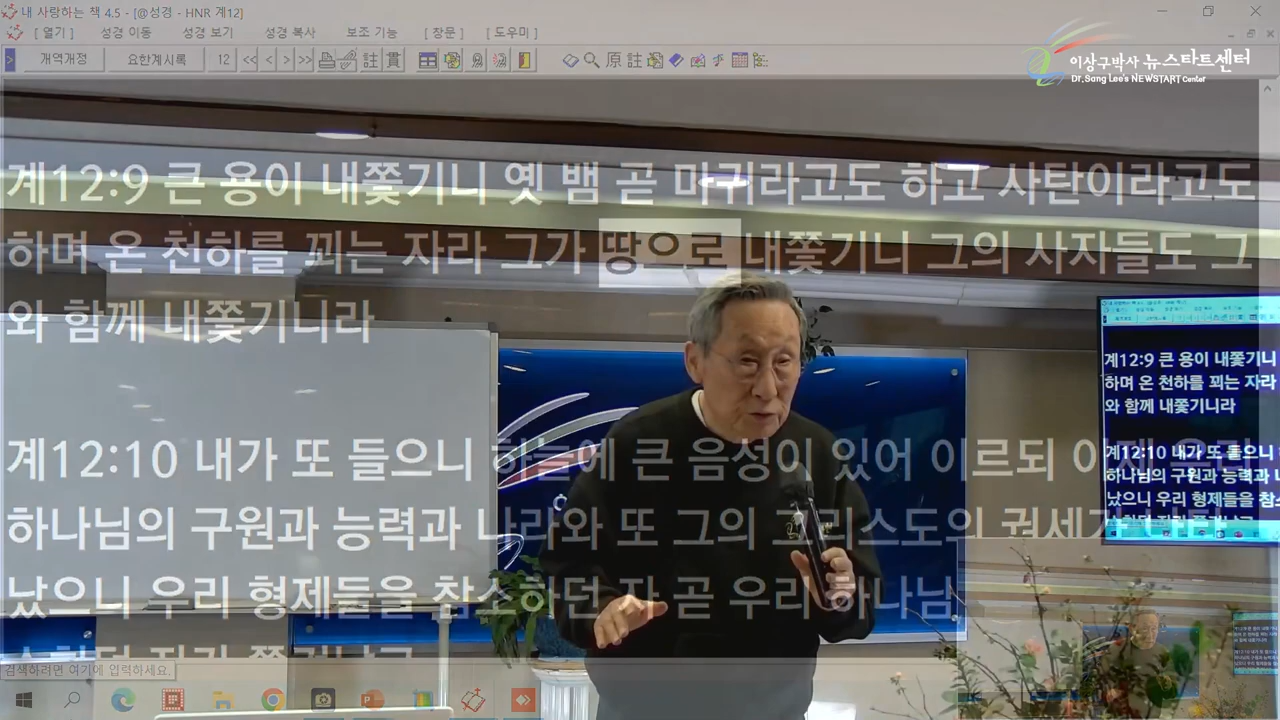 내 사랑하는 책 4.5 - [@성경 - HNR 계12]
[ 열기 ] 성경 이동 성경 보기 성경 복사 보조 기능 [ 창문 ] [ 도우미 ]
개역개정 요한계시록 12 << < > >> 註 貫 原 註
이상구박사 뉴스타트센터
Dr. Sang Lee's NEWSTART Center
계12:9 큰 용이 내쫓기니 옛 뱀 곧 마귀라고도 하고 사탄이라고도
하며 온 천하를 꾀는 자라 그가 땅으로 내쫓기니 그의 사자들도 그
와 함께 내쫓기니라
계12:10 내가 또 들으니 하늘에 큰 음성이 있어 이르되 이제 우리
하나님의 구원과 능력과 나라와 또 그의 그리스도의 권세가
났으니 우리 형제들을 참소하던 자 곧 우리 하나님
계12:9 큰 용이 내쫓기니
하며 온 천하를 꾀는 자라
와 함께 내쫓기니라
계12:10 내가 또 들으니
하나님의 구원과 능력과
났으니 우리 형제들을
검색하려면 여기에 입력하세요.